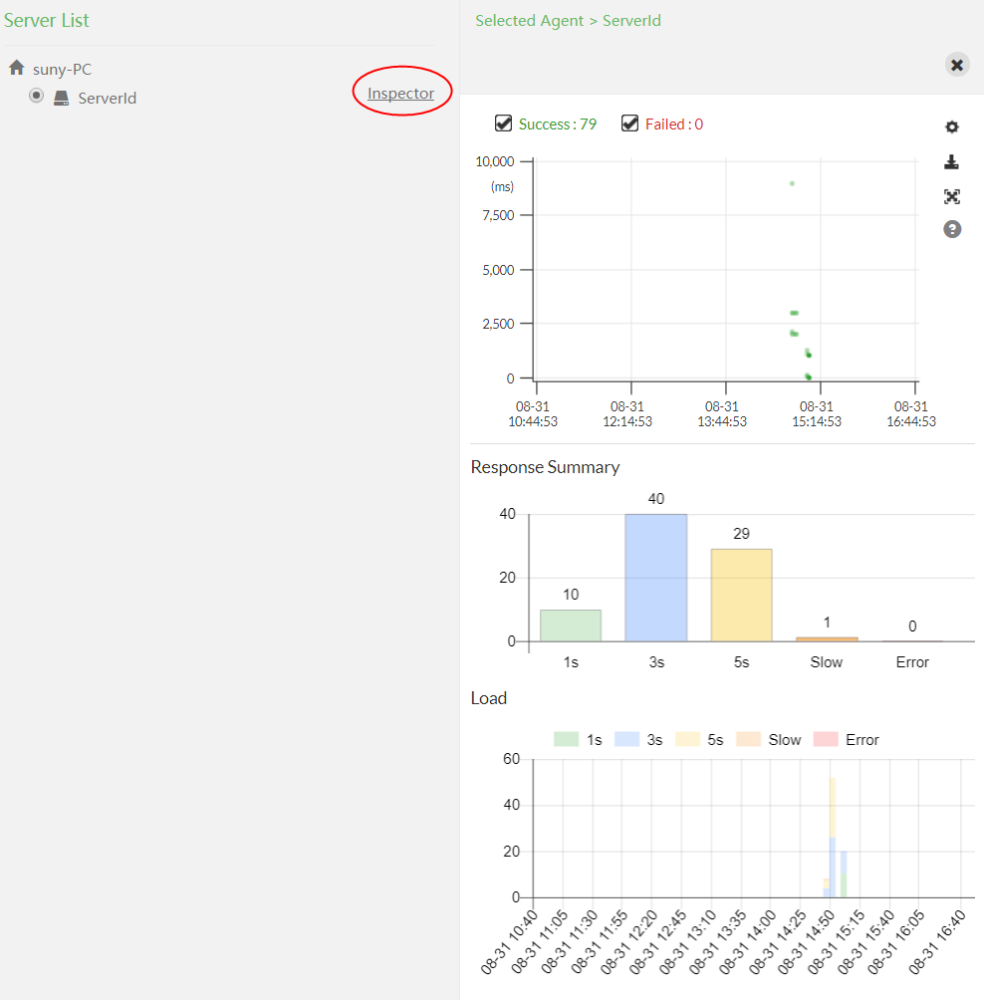 Server List
suny-PC
ServerId
Inspector
Selected Agent > ServerId
Success : 79
Failed : 0
10,000
(ms)
7,500
5,000
2,500
0
08-31 08-31 08-31 08-31 08-31
10:44:53 12:14:53 13:44:53 15:14:53 16:44:53
Response Summary
40
20
0
10
40
29
1
0
1s 3s 5s Slow Error
Load
1s 3s 5s Slow Error
60
40
20
0
08-31 10:40
08-31 11:05
08-31 11:30
08-31 11:55
08-31 12:20
08-31 12:45
08-31 13:10
08-31 13:35
08-31 14:00
08-31 14:25
08-31 14:50
08-31 15:15
08-31 15:40
08-31 16:05
08-31 16:40